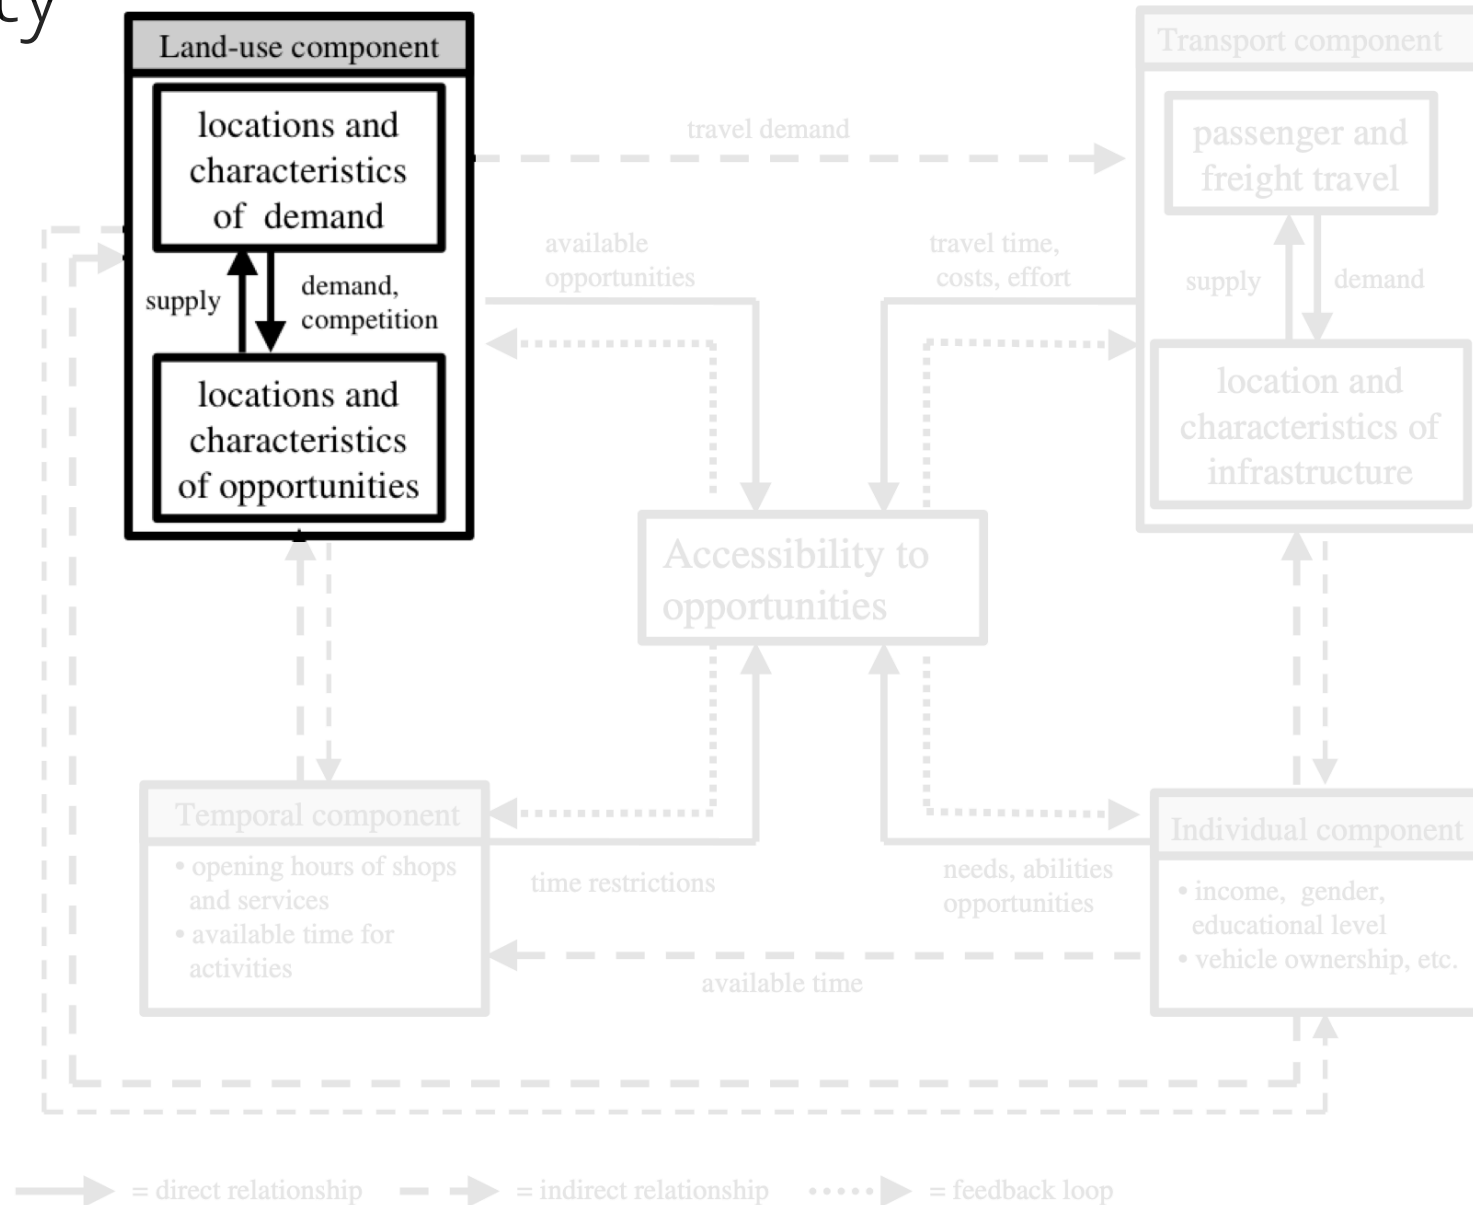 Land-use component
locations and
characteristics
of demand
supply
demand,
competition
locations and
characteristics
of opportunities
travel demand
available
opportunities
travel time,
costs, effort
Transport component
passenger and
freight travel
supply
demand
location and
characteristics of
infrastructure
Accessibility to
opportunities
Temporal component
• opening hours of shops
and services
• available time for
activities
time restrictions
needs, abilities
opportunities
available time
Individual component
• income, gender,
educational level
• vehicle ownership, etc.
= direct relationship
= indirect relationship
= feedback loop